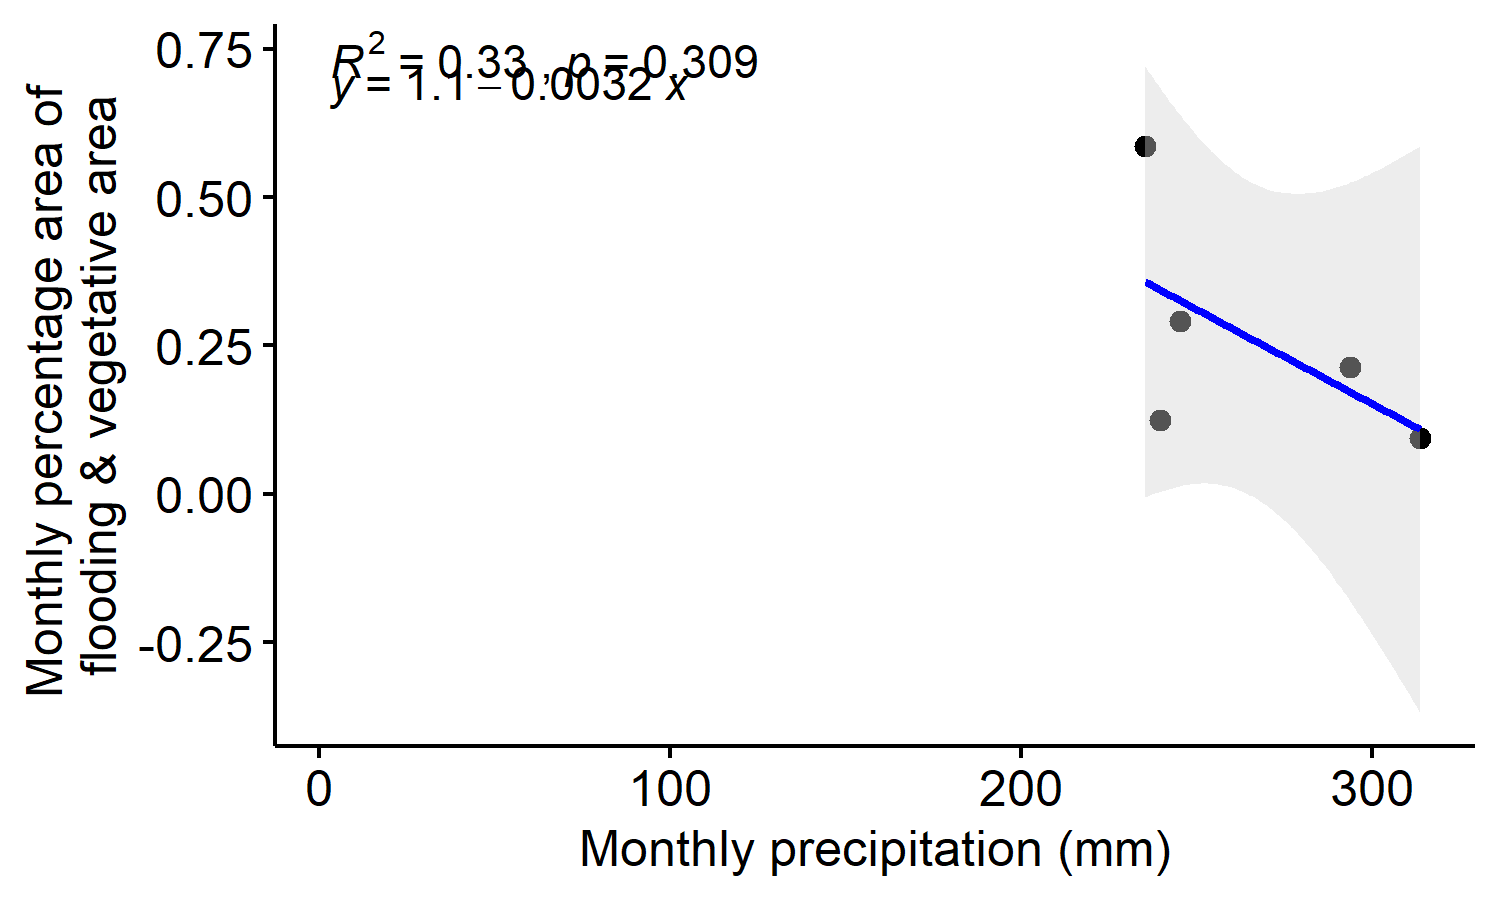 Monthly percentage area of
flooding & vegetative area
0.75
0.50
0.25
0.00
-0.25
R² = 0.33 , p = 0.309
y = 1.1 − 0.0032 x
0 100 200 300
Monthly precipitation (mm)